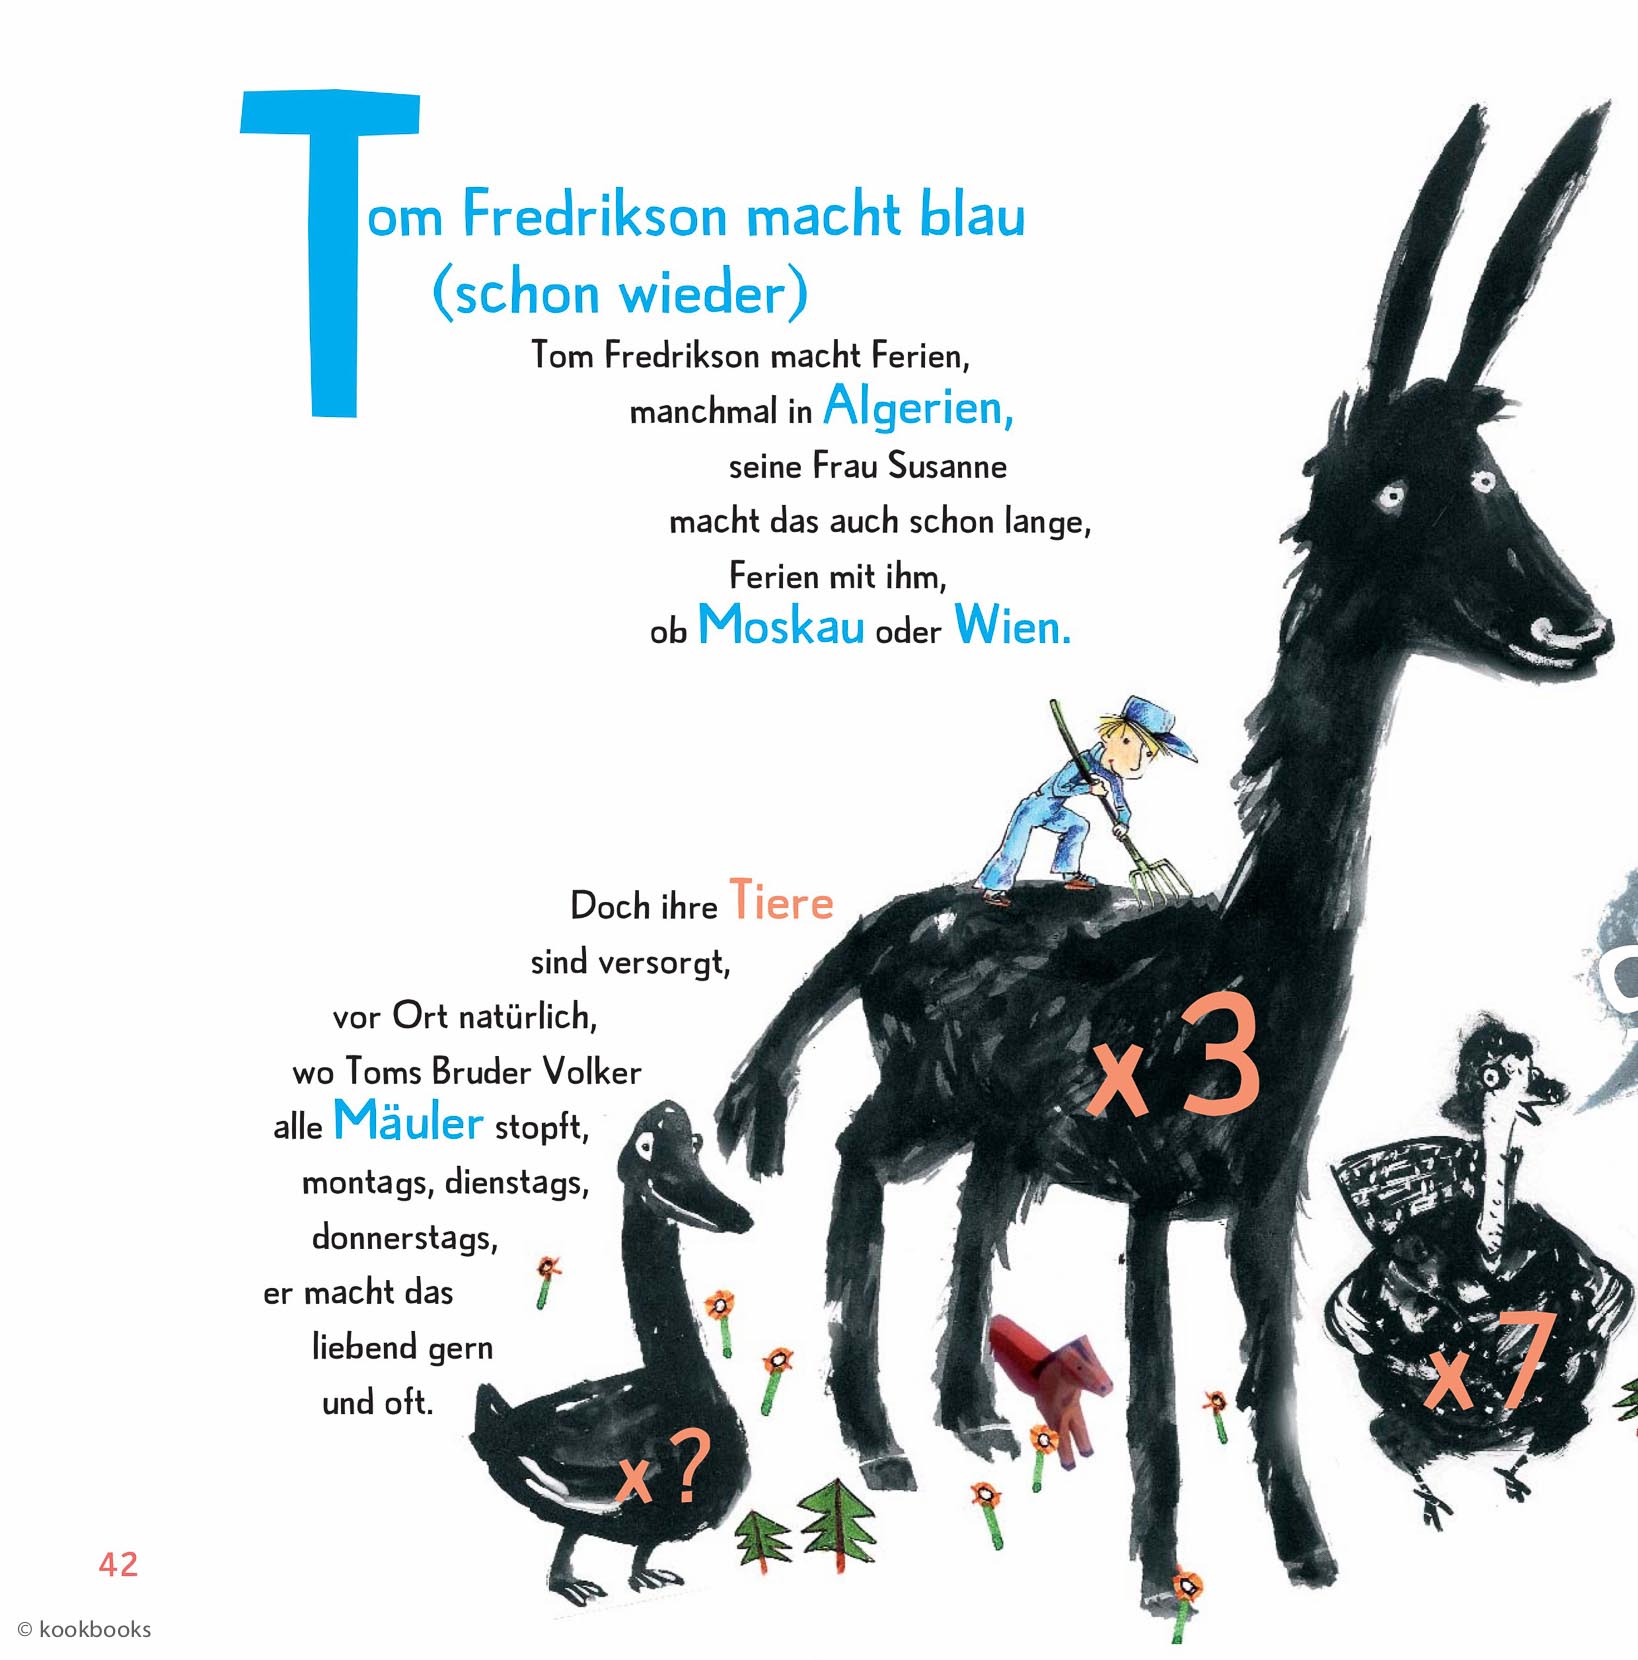 Tom Fredrikson macht blau
(schon wieder)
Tom Fredrikson macht Ferien,
manchmal in Algerien,
seine Frau Susanne
macht das auch schon lange,
Ferien mit ihm,
ob Moskau oder Wien.
Doch ihre Tiere
sind versorgt,
vor Ort natürlich,
wo Toms Bruder Volker
alle Mäuler stopft,
montags, dienstags,
donnerstags,
er macht das
liebend gern
und oft.
x 3
x 7
x ?
42
© kookbooks